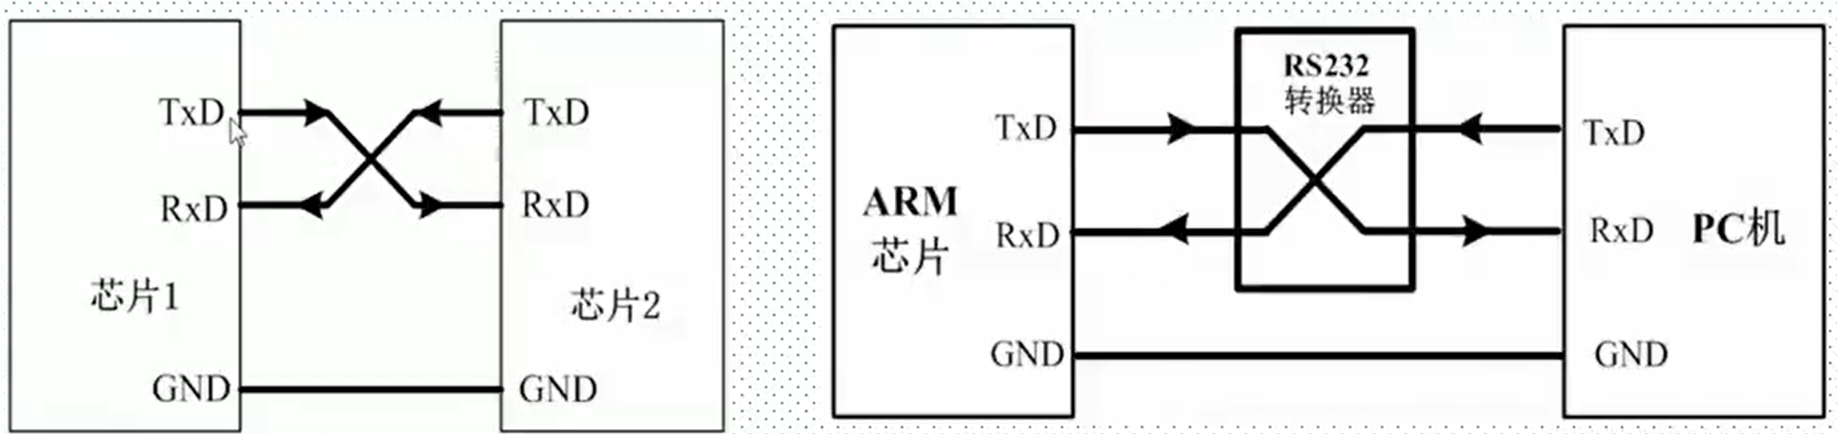 TxD
RxD
芯片1
GND
TxD
RxD
芯片2
GND
ARM
芯片
TxD
RxD
GND
RS232
转换器
TxD
RxD
PC机
GND